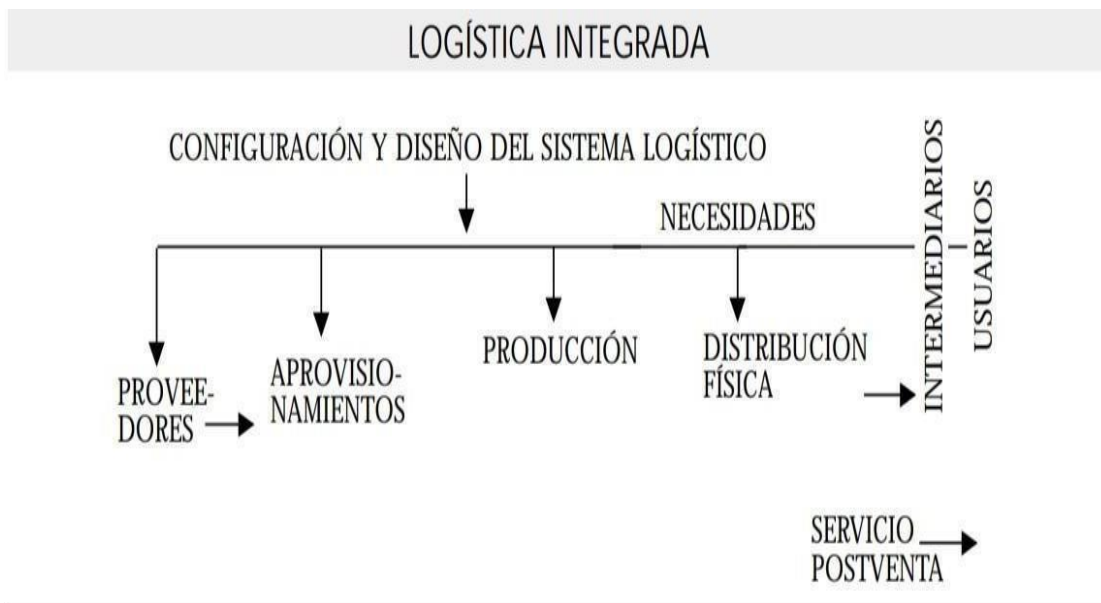 LOGÍSTICA INTEGRADA
CONFIGURACIÓN Y DISEÑO DEL SISTEMA LOGÍSTICO
NECESIDADES
PROVEE-
DORES
APROVISIO-
NAMIENTOS
PRODUCCIÓN
DISTRIBUCIÓN
FÍSICA
INTERMEDIARIOS
USUARIOS
SERVICIO
POSTVENTA